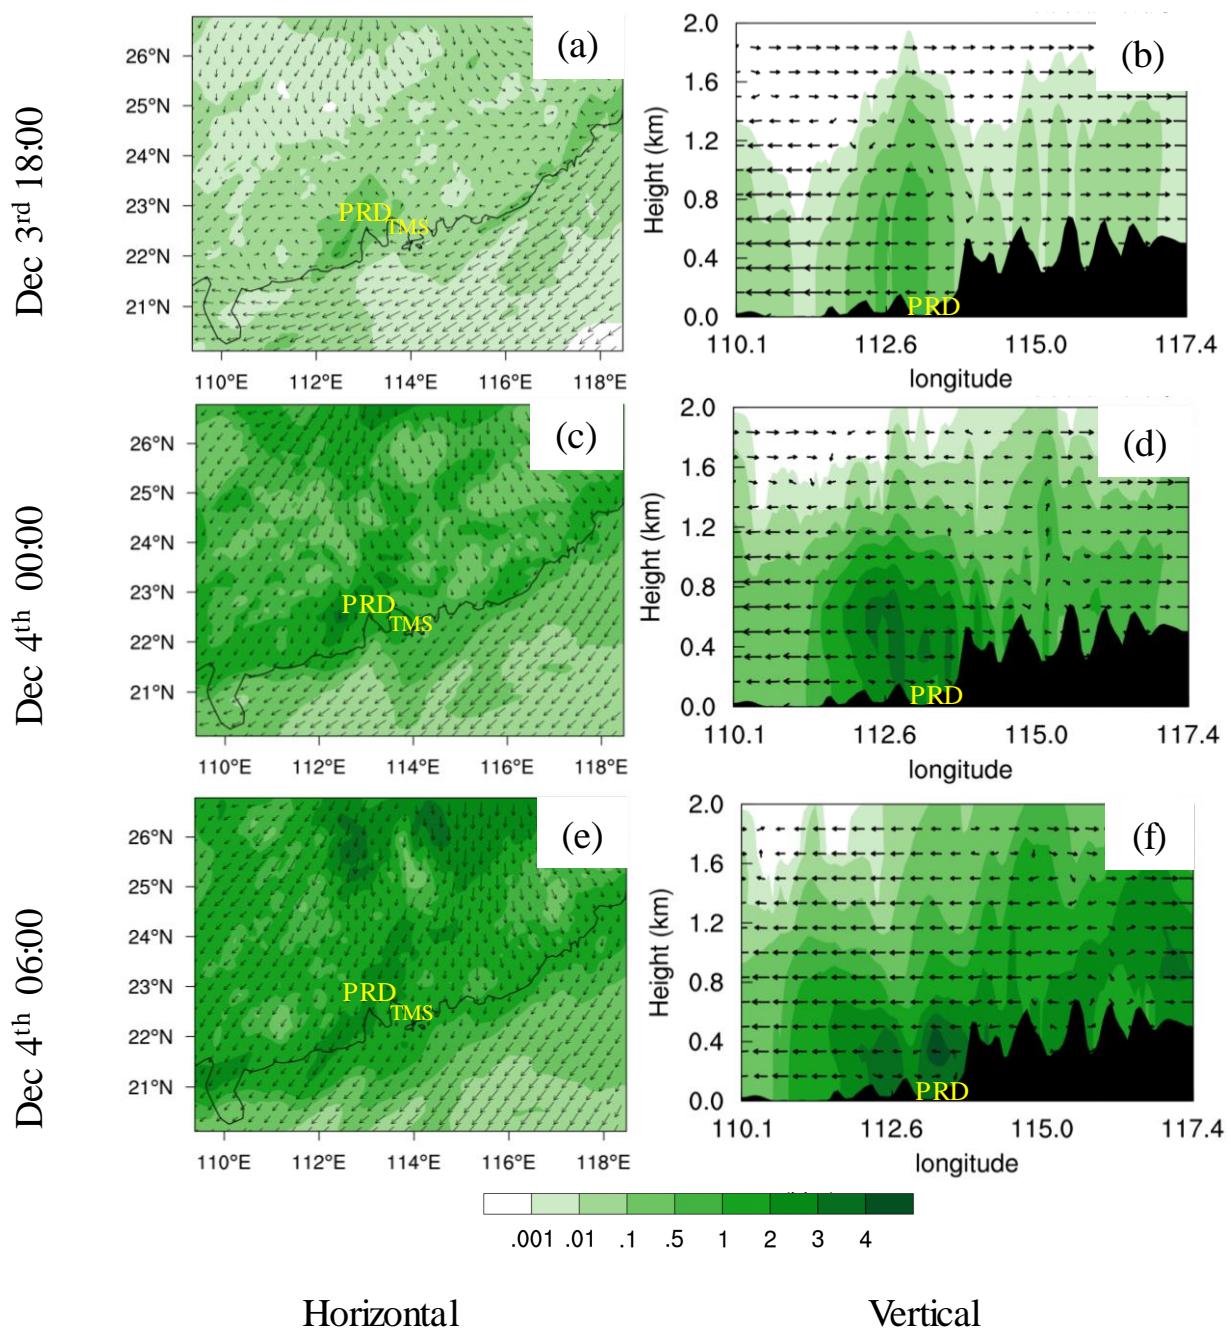 Dec 3rd 18:00
(a)
26°N
25°N
24°N
23°N
22°N
21°N
PRD
TMS
110°E 112°E 114°E 116°E 118°E
(b)
Height (km)
2.0
1.6
1.2
0.8
0.4
0.0
PRD
110.1 112.6 115.0 117.4
longitude
Dec 4th 00:00
(c)
26°N
25°N
24°N
23°N
22°N
21°N
PRD
TMS
110°E 112°E 114°E 116°E 118°E
(d)
Height (km)
2.0
1.6
1.2
0.8
0.4
0.0
PRD
110.1 112.6 115.0 117.4
longitude
Dec 4th 06:00
(e)
26°N
25°N
24°N
23°N
22°N
21°N
PRD
TMS
110°E 112°E 114°E 116°E 118°E
(f)
Height (km)
2.0
1.6
1.2
0.8
0.4
0.0
PRD
110.1 112.6 115.0 117.4
longitude
.001 .01 .1 .5 1 2 3 4
Horizontal Vertical